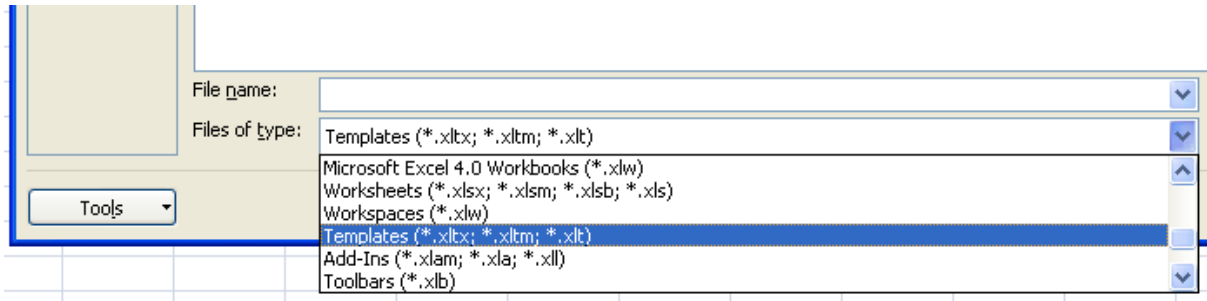 File name:
Files of type:
Templates (*.xltx; *.xltm; *.xlt)
Microsoft Excel 4.0 Workbooks (*.xlw)
Worksheets (*.xlsx; *.xlsm; *.xlsb; *.xls)
Workspaces (*.xlw)
Templates (*.xltx; *.xltm; *.xlt)
Add-Ins (*.xlam; *.xla; *.xll)
Toolbars (*.xlb)
Tools